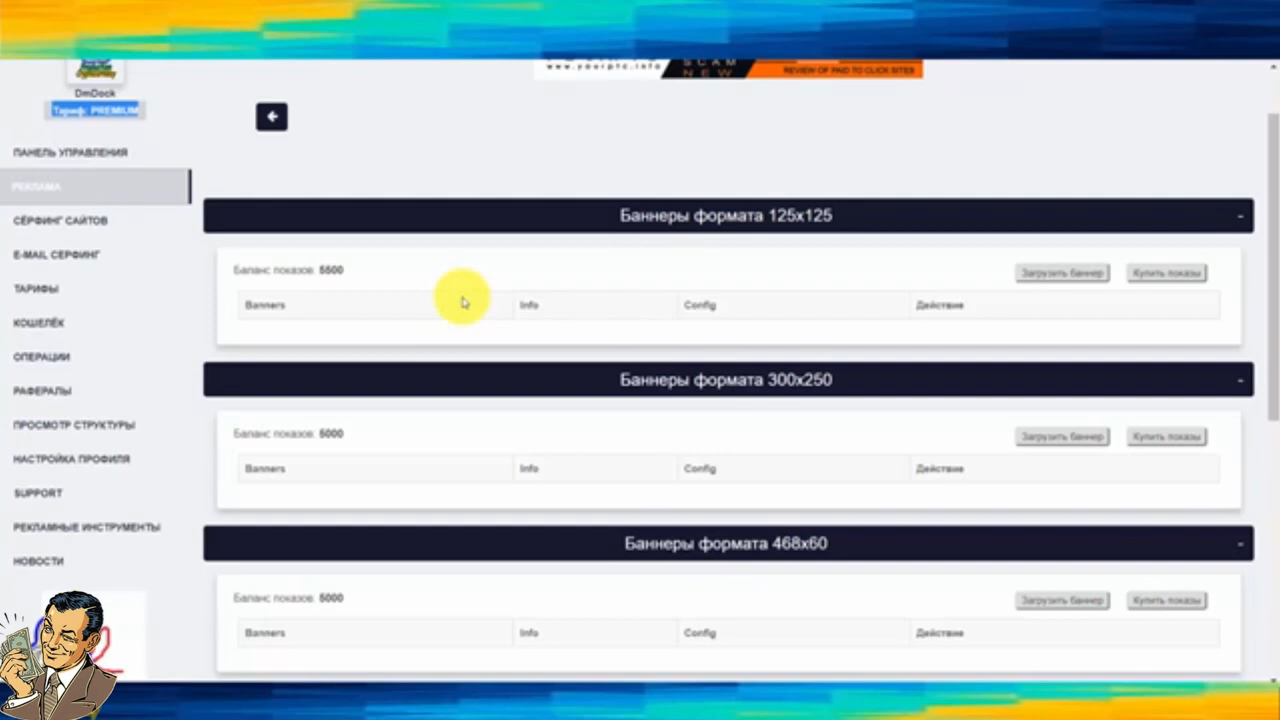 www.yourptc.info
SCAM
NEW
REVIEW OF PAID TO CLICK SITES
DmDock
Тариф: PREMIUM
ПАНЕЛЬ УПРАВЛЕНИЯ
РЕКЛАМА
СЁРФИНГ САЙТОВ
E-MAIL СЕРФИНГ
ТАРИФЫ
КОШЕЛЁК
ОПЕРАЦИИ
РАФЕРАЛЫ
ПРОСМОТР СТРУКТУРЫ
НАСТРОЙКА ПРОФИЛЯ
SUPPORT
РЕКЛАМНЫЕ ИНСТРУМЕНТЫ
НОВОСТИ
Баннеры формата 125x125 -
Баланс показов: 5500 Загрузить баннер Купить показы
Banners Info Config Действие
Баннеры формата 300x250 -
Баланс показов: 5000 Загрузить баннер Купить показы
Banners Info Config Действие
Баннеры формата 468x60 -
Баланс показов: 5000 Загрузить баннер Купить показы
Banners Info Config Действие